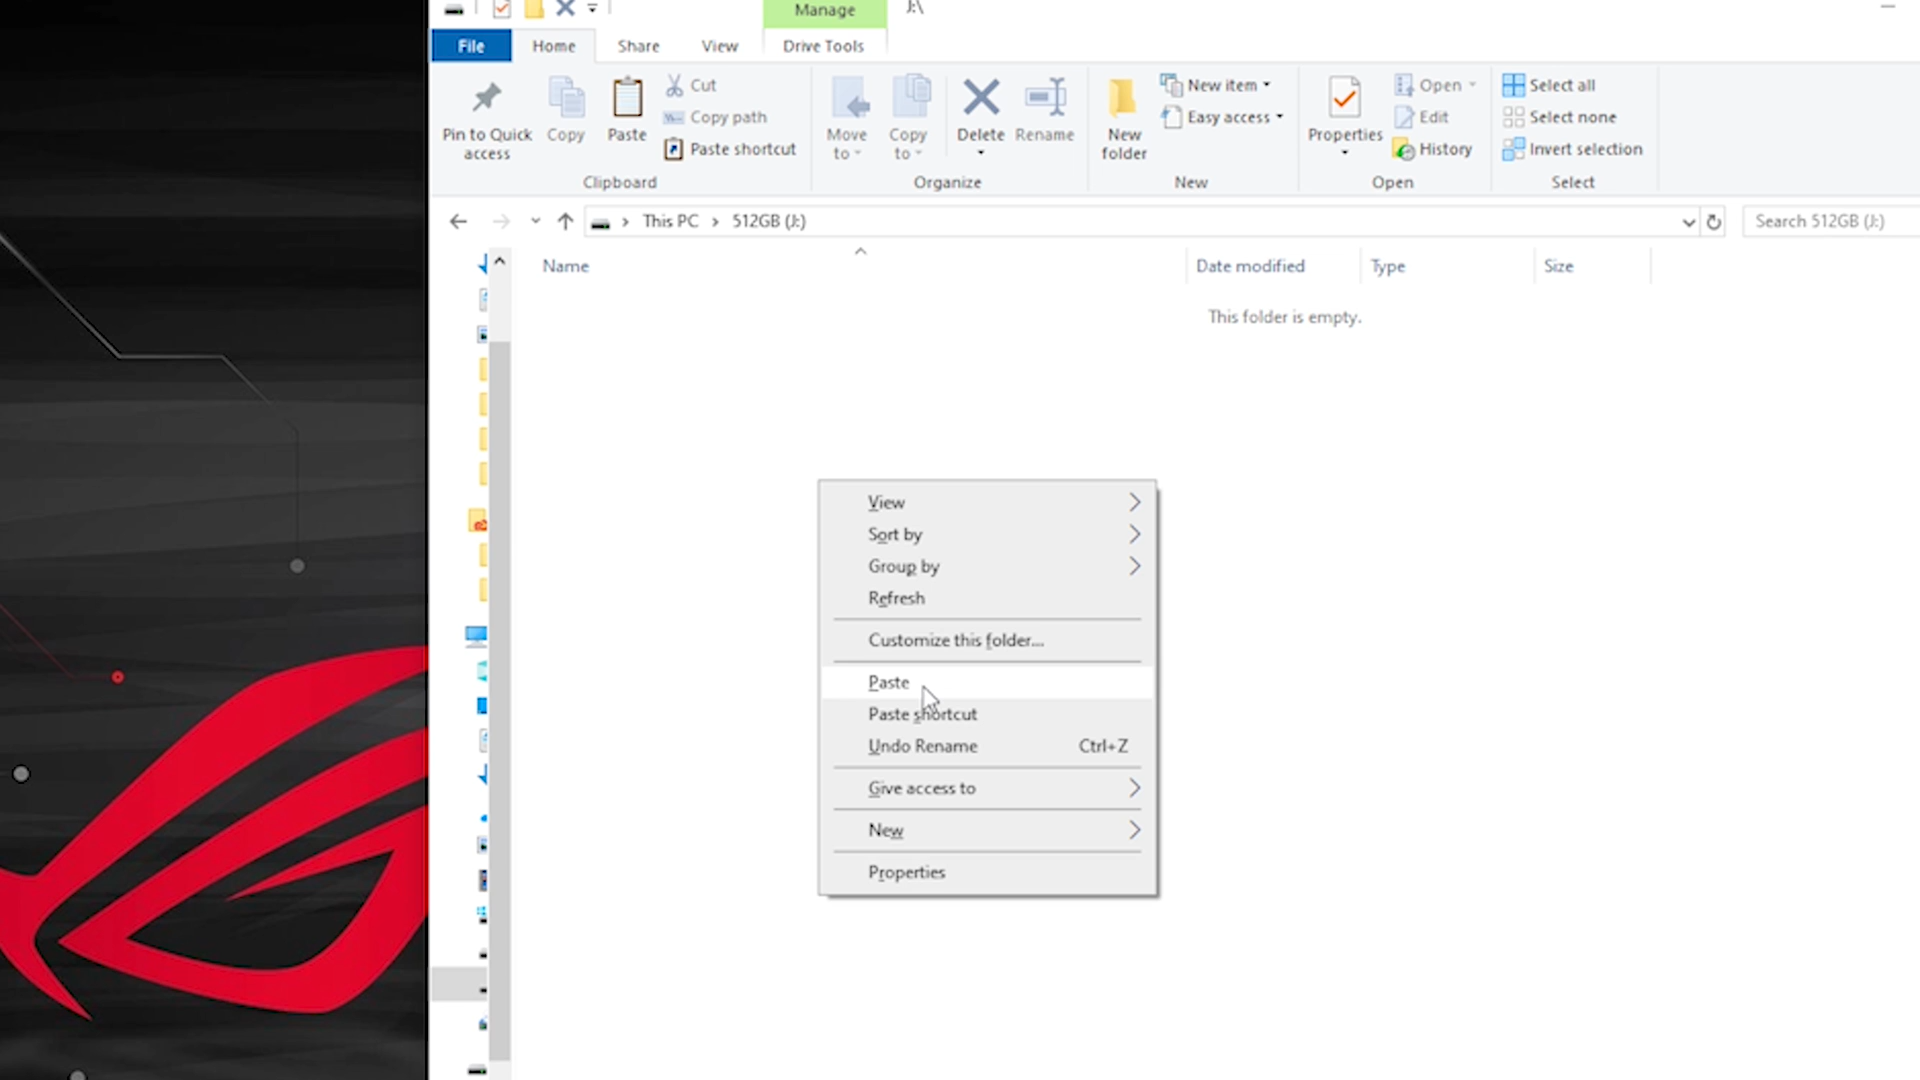 Manage J:\
File Home Share View Drive Tools
Pin to Quick access
Copy
Paste
Cut
Copy path
Paste shortcut
Clipboard
Move to
Copy to
Delete
Rename
Organize
New folder
New item
Easy access
New
Properties
Open
Edit
History
Open
Select all
Select none
Invert selection
Select
This PC 512GB (J:) Search 512GB (J:)
Name Date modified Type Size
This folder is empty.
View
Sort by
Group by
Refresh
Customize this folder...
Paste
Paste shortcut
Undo Rename Ctrl+Z
Give access to
New
Properties